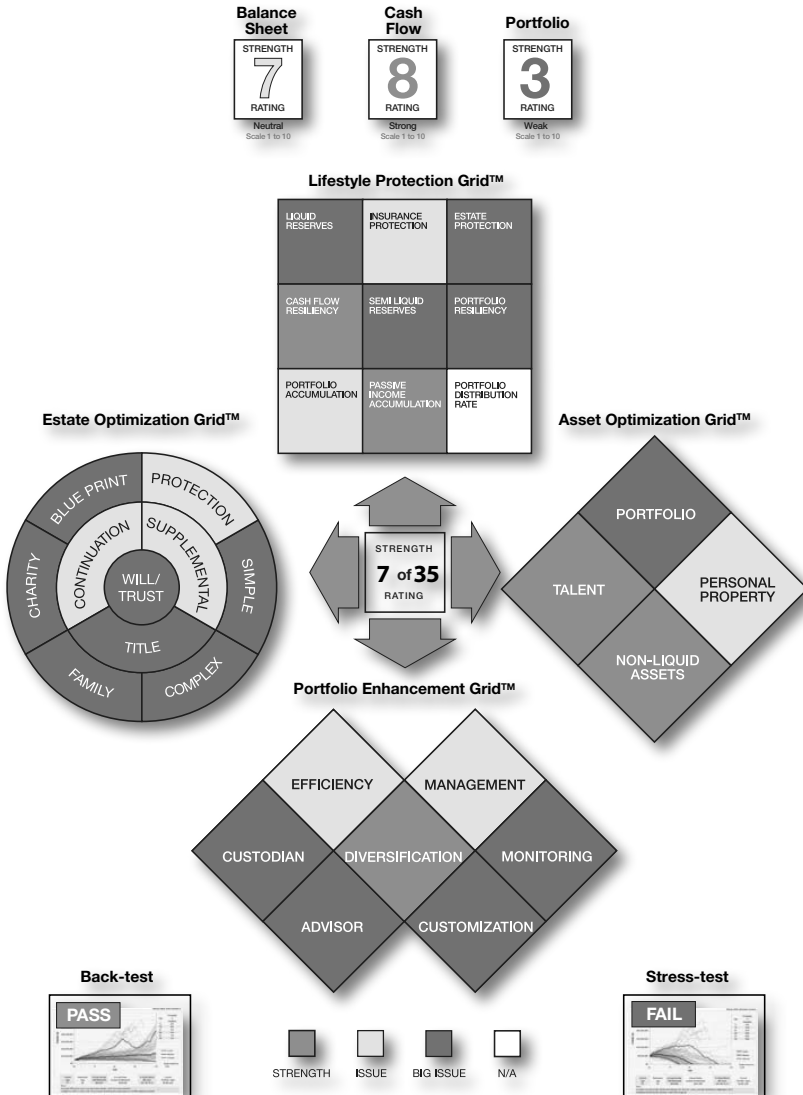 Balance
Sheet
STRENGTH
7
RATING
Neutral
Scale 1 to 10
Cash
Flow
STRENGTH
8
RATING
Strong
Scale 1 to 10
Portfolio
STRENGTH
3
RATING
Weak
Scale 1 to 10
Lifestyle Protection Grid™
LIQUID
RESERVES
INSURANCE
PROTECTION
ESTATE
PROTECTION
CASH FLOW
RESILIENCY
SEMI LIQUID
RESERVES
PORTFOLIO
RESILIENCY
PORTFOLIO
ACCUMULATION
PASSIVE
INCOME
ACCUMULATION
PORTFOLIO
DISTRIBUTION
RATE
Estate Optimization Grid™
BLUE PRINT
PROTECTION
CHARITY
CONTINUATION
SUPPLEMENTAL
SIMPLE
WILL/
TRUST
TITLE
FAMILY
COMPLEX
STRENGTH
7 of 35
RATING
Asset Optimization Grid™
PORTFOLIO
TALENT
PERSONAL
PROPERTY
NON-LIQUID
ASSETS
Portfolio Enhancement Grid™
EFFICIENCY
MANAGEMENT
CUSTODIAN
DIVERSIFICATION
MONITORING
ADVISOR
CUSTOMIZATION
Back-test
PASS
STRENGTH
ISSUE
BIG ISSUE
N/A
Stress-test
FAIL